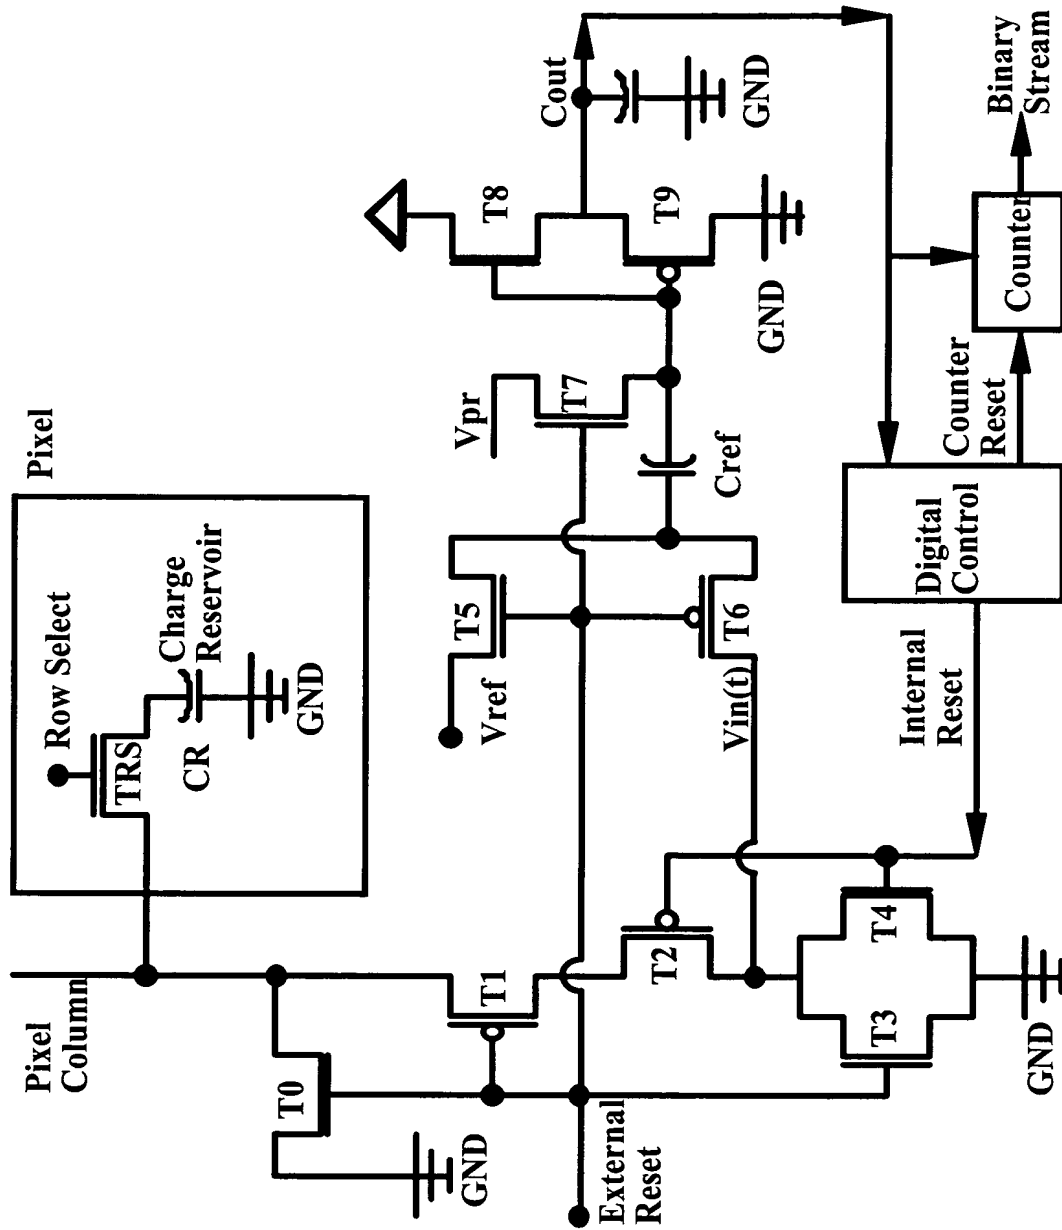 Pixel
Column
Pixel
Row Select
TRS
Charge
Reservoir
CR
GND
T0
GND
T1
External
Reset
Vref
T5
Vpr
T7
T8
Cout
GND
T2
Vin(t)
T6
Cref
T9
GND
T3
T4
GND
Internal
Reset
Digital
Control
Counter
Reset
Counter
Binary
Stream